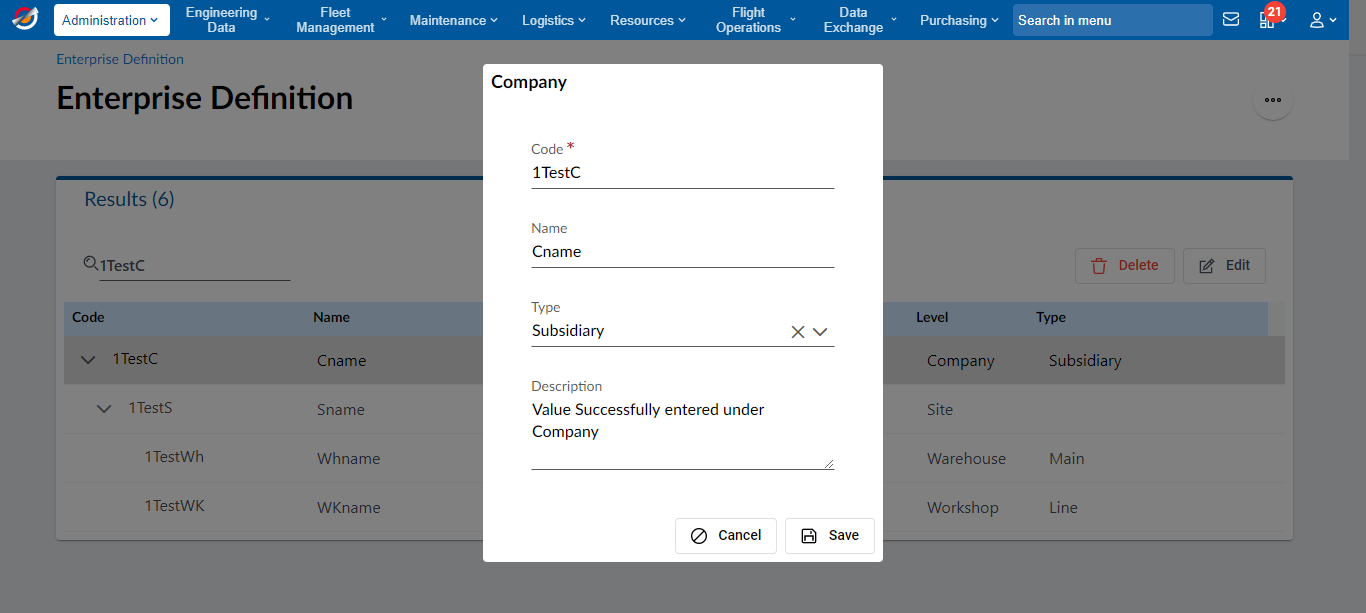 Administration
Engineering Data
Fleet Management
Maintenance
Logistics
Resources
Flight Operations
Data Exchange
Purchasing
Search in menu
21
Enterprise Definition
Enterprise Definition
Company
Code *
1TestC
Name
Cname
Type
Subsidiary
Description
Value Successfully entered under
Company
Cancel
Save
Results (6)
1TestC
Delete
Edit
Code Name Level Type
1TestC Cname Company Subsidiary
1TestS Sname Site
1TestWh Whname Warehouse Main
1TestWK WKname Workshop Line